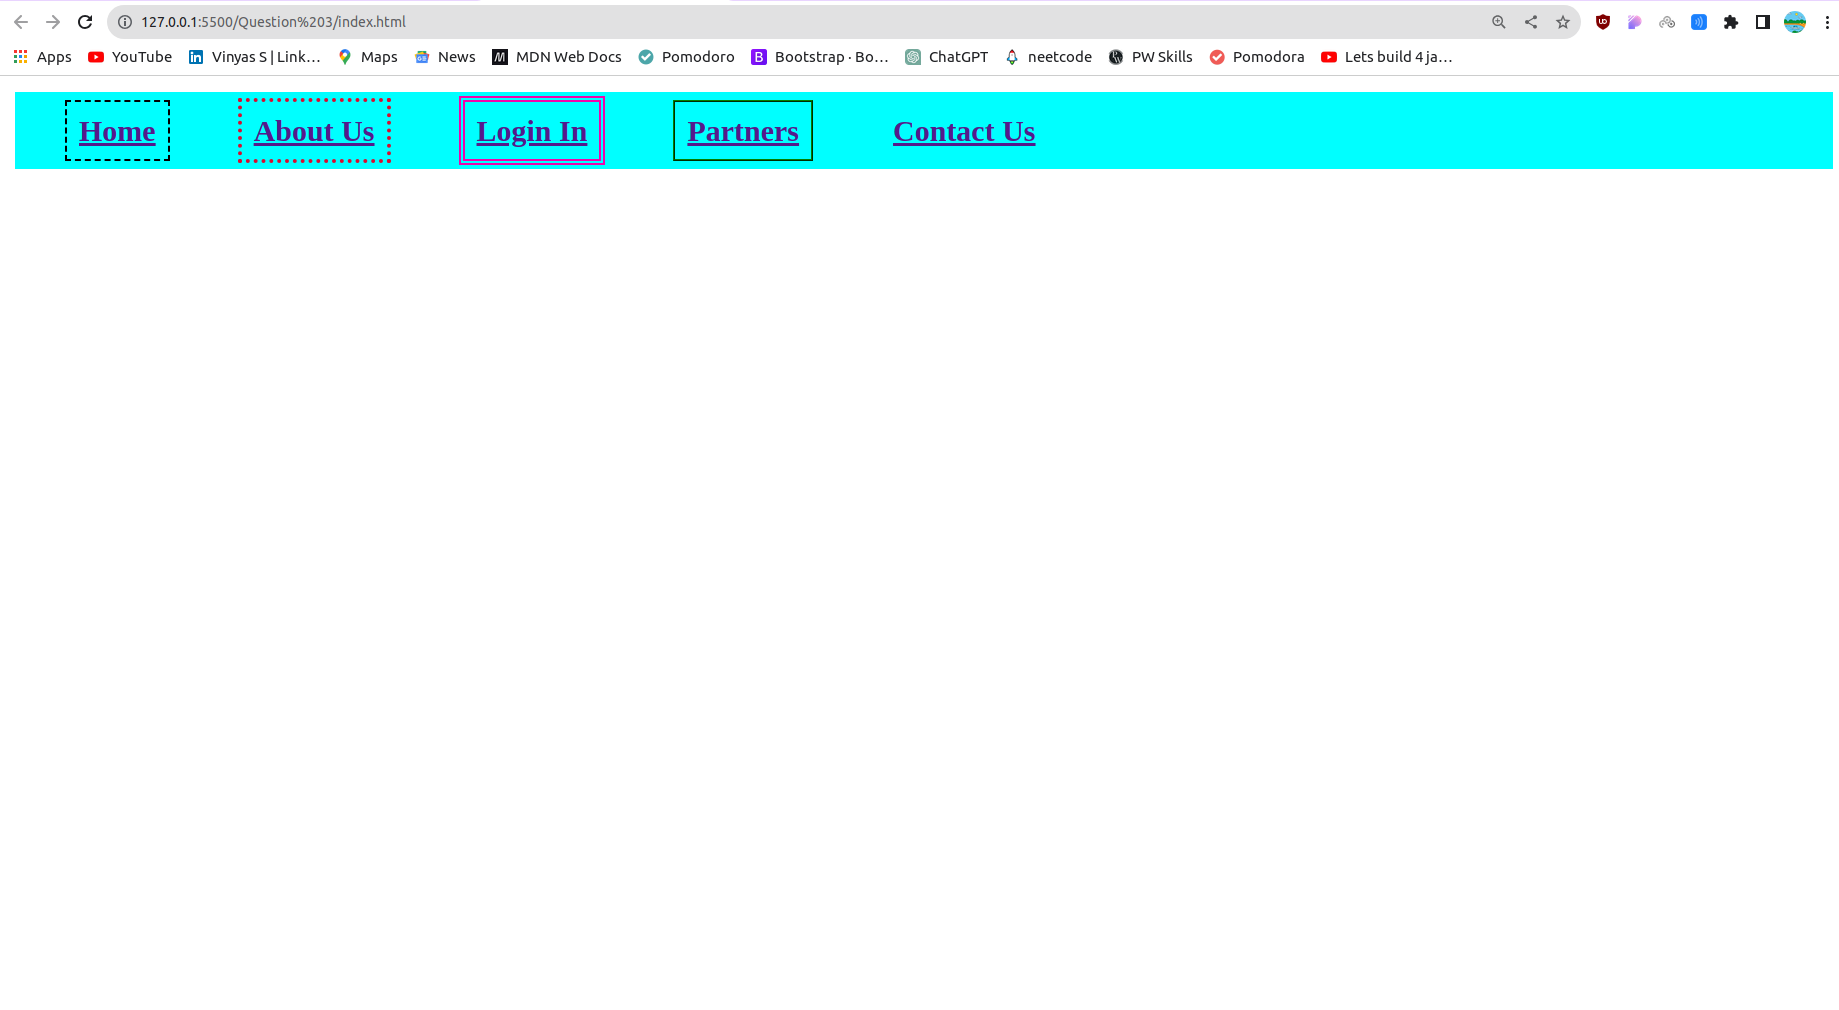 127.0.0.1:5500/Question%203/index.html
Apps YouTube Vinyas S | Link… Maps News MDN Web Docs Pomodoro Bootstrap · Bo… ChatGPT neetcode PW Skills Pomodora Lets build 4 ja…
Home About Us Login In Partners Contact Us